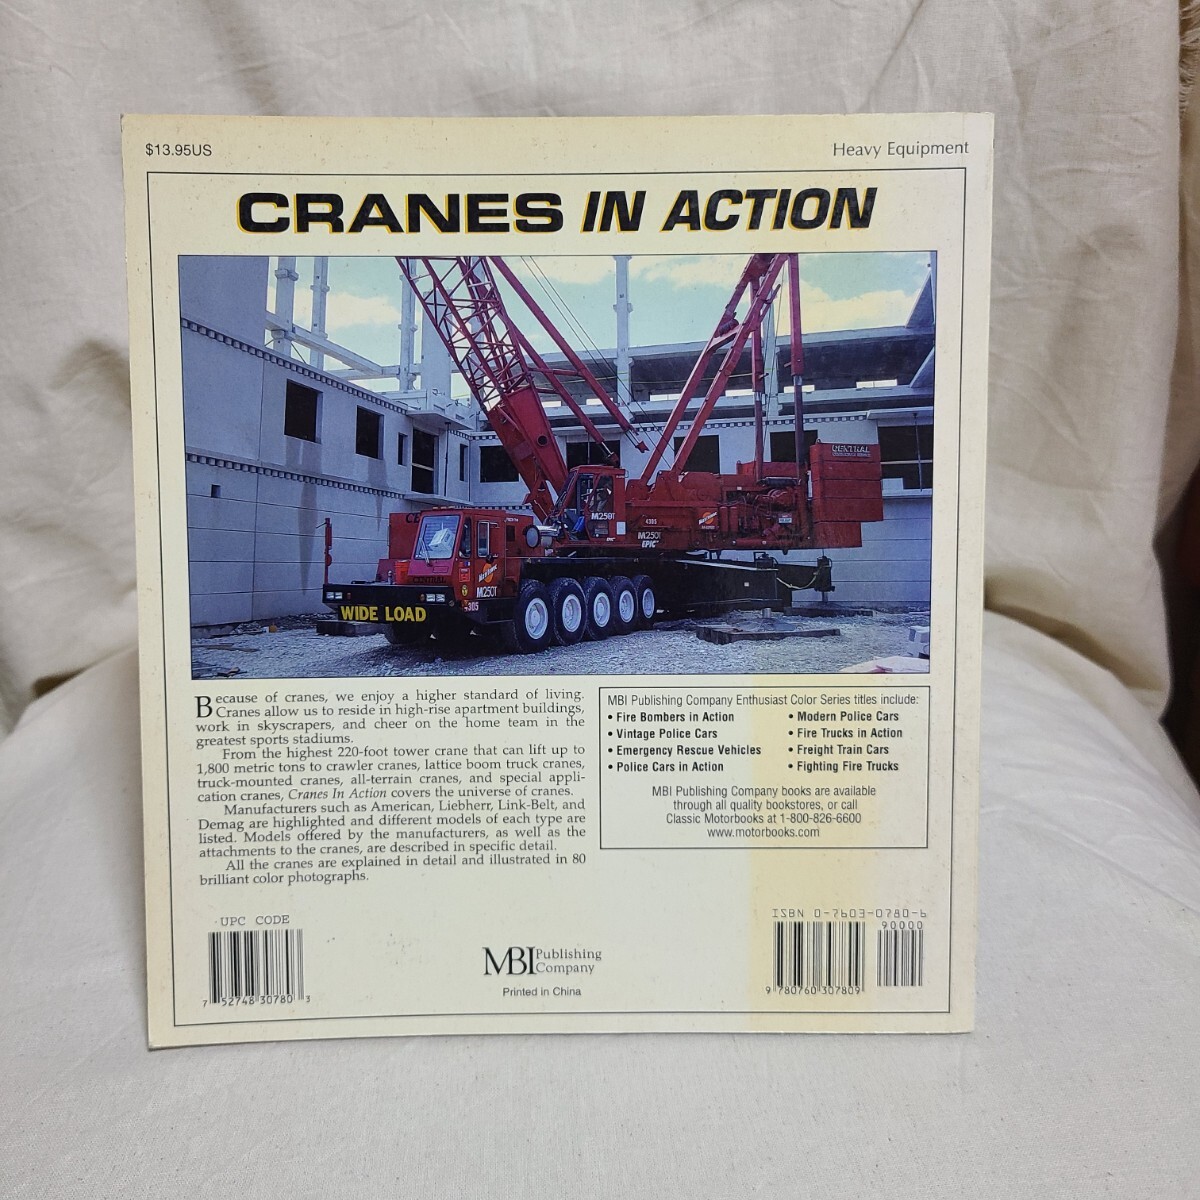 $13.95US
Heavy Equipment
CRANES IN ACTION
CENTRAL
M250T
4305
M250T
EPIC
CENTRAL
M250T
4305
WIDE LOAD
Because of cranes, we enjoy a higher standard of living.
Cranes allow us to reside in high-rise apartment buildings,
work in skyscrapers, and cheer on the home team in the
greatest sports stadiums.
From the highest 220-foot tower crane that can lift up to
1,800 metric tons to crawler cranes, lattice boom truck cranes,
truck-mounted cranes, all-terrain cranes, and special appli-
cation cranes, Cranes In Action covers the universe of cranes.
Manufacturers such as American, Liebherr, Link-Belt, and
Demag are highlighted and different models of each type are
listed. Models offered by the manufacturers, as well as the
attachments to the cranes, are described in specific detail.
All the cranes are explained in detail and illustrated in 80
brilliant color photographs.
MBI Publishing Company Enthusiast Color Series titles include:
• Fire Bombers in Action
• Vintage Police Cars
• Emergency Rescue Vehicles
• Police Cars in Action
• Modern Police Cars
• Fire Trucks in Action
• Freight Train Cars
• Fighting Fire Trucks
MBI Publishing Company books are available
through all quality bookstores, or call
Classic Motorbooks at 1-800-826-6600
www.motorbooks.com
UPC CODE
7 52748 30780 3
MBI Publishing
Company
Printed in China
ISBN 0-7603-0780-6
90000
9 780760 307809